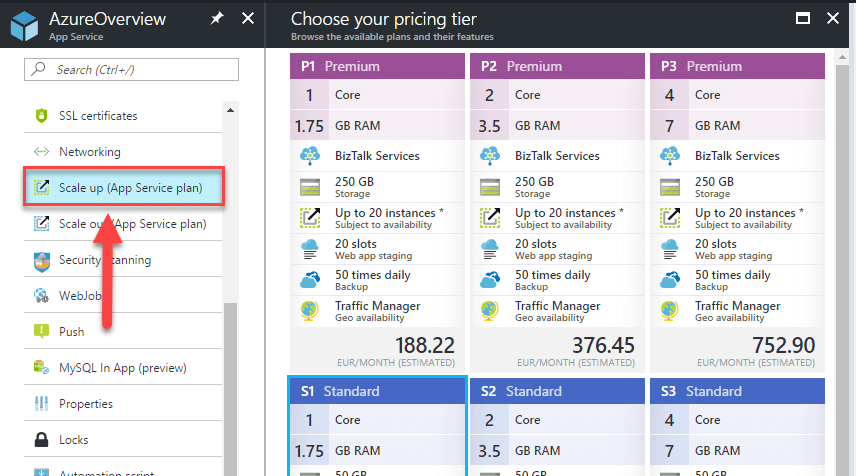 AzureOverview
App Service
Search (Ctrl+/)
SSL certificates
Networking
Scale up (App Service plan)
Scale ou (App Service plan)
Security scanning
WebJob
Push
MySQL In App (preview)
Properties
Locks
Automation script
Choose your pricing tier
Browse the available plans and their features
P1 Premium
1 Core
1.75 GB RAM
BizTalk Services
250 GB
Storage
Up to 20 instances *
Subject to availability
20 slots
Web app staging
50 times daily
Backup
Traffic Manager
Geo availability
188.22
EUR/MONTH (ESTIMATED)
P2 Premium
2 Core
3.5 GB RAM
BizTalk Services
250 GB
Storage
Up to 20 instances *
Subject to availability
20 slots
Web app staging
50 times daily
Backup
Traffic Manager
Geo availability
376.45
EUR/MONTH (ESTIMATED)
P3 Premium
4 Core
7 GB RAM
BizTalk Services
250 GB
Storage
Up to 20 instances *
Subject to availability
20 slots
Web app staging
50 times daily
Backup
Traffic Manager
Geo availability
752.90
EUR/MONTH (ESTIMATED)
S1 Standard
1 Core
1.75 GB RAM
50 GB
S2 Standard
2 Core
3.5 GB RAM
50 GB
S3 Standard
4 Core
7 GB RAM
50 GB